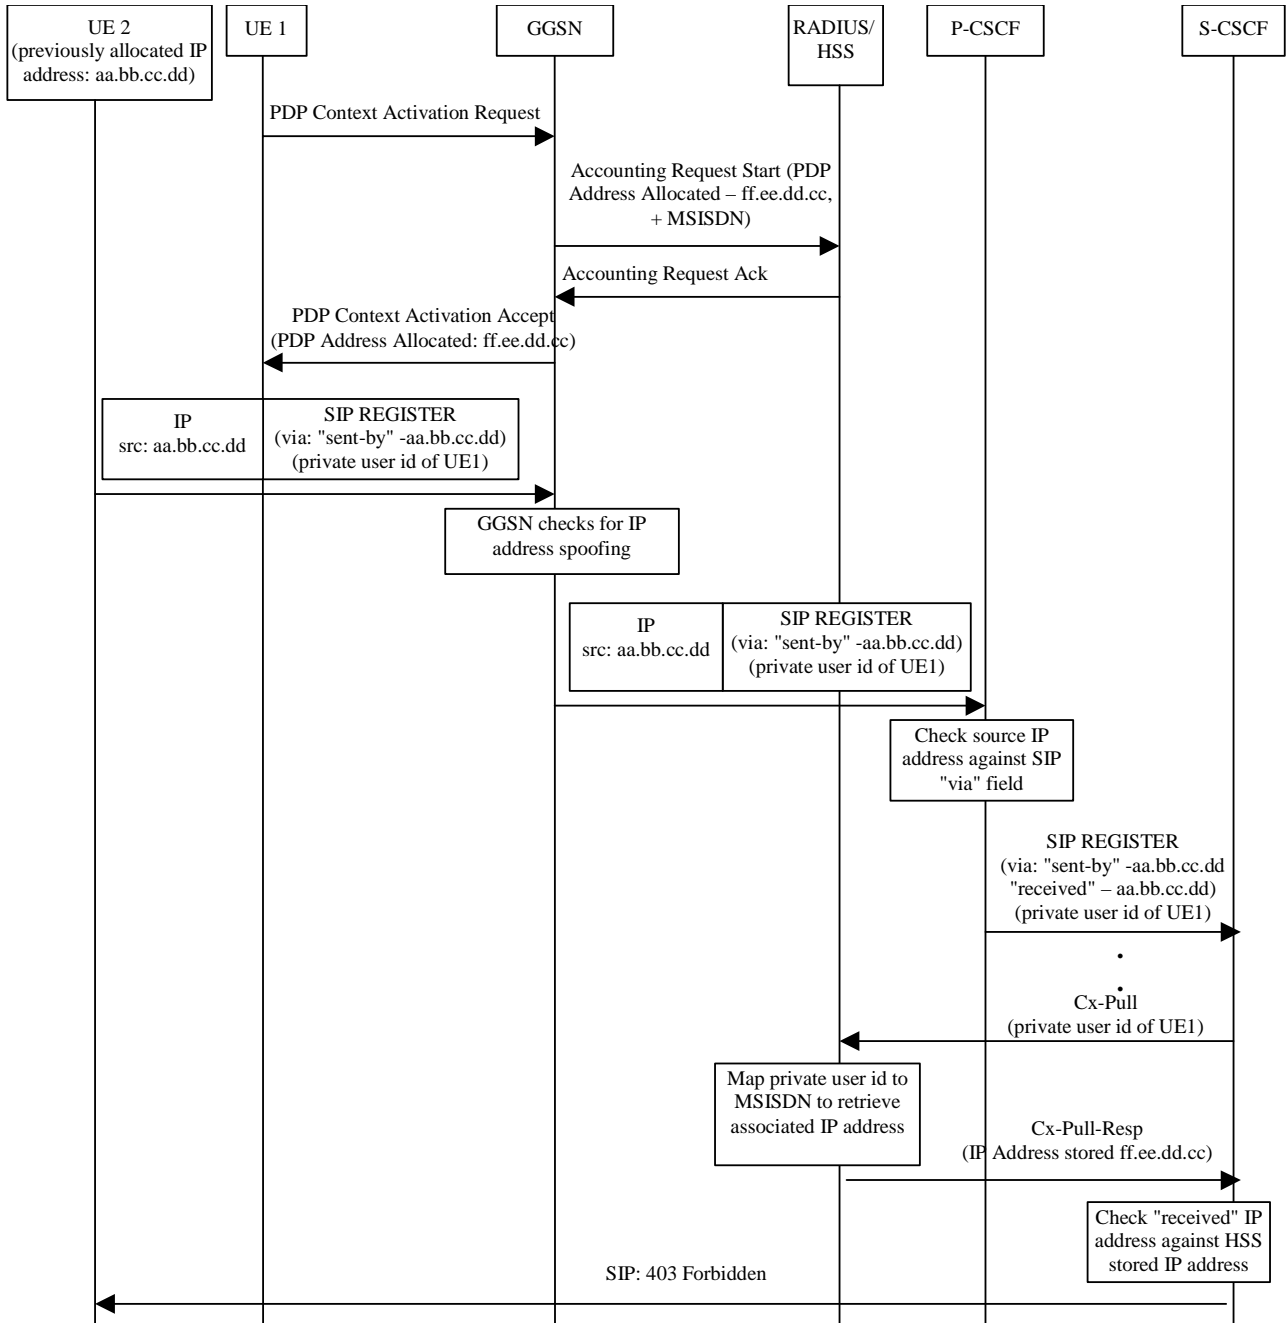 UE 2
(previously allocated IP
address: aa.bb.cc.dd)
UE 1
GGSN
RADIUS/
HSS
P-CSCF
S-CSCF
PDP Context Activation Request
Accounting Request Start (PDP
Address Allocated – ff.ee.dd.cc,
+ MSISDN)
Accounting Request Ack
PDP Context Activation Accept
(PDP Address Allocated: ff.ee.dd.cc)
IP
src: aa.bb.cc.dd
SIP REGISTER
(via: "sent-by" -aa.bb.cc.dd)
(private user id of UE1)
GGSN checks for IP
address spoofing
IP
src: aa.bb.cc.dd
SIP REGISTER
(via: "sent-by" -aa.bb.cc.dd)
(private user id of UE1)
Check source IP
address against SIP
"via" field
SIP REGISTER
(via: "sent-by" -aa.bb.cc.dd
"received" – aa.bb.cc.dd)
(private user id of UE1)
.
.
Cx-Pull
(private user id of UE1)
Map private user id to
MSISDN to retrieve
associated IP address
Cx-Pull-Resp
(IP Address stored ff.ee.dd.cc)
Check "received" IP
address against HSS
stored IP address
SIP: 403 Forbidden